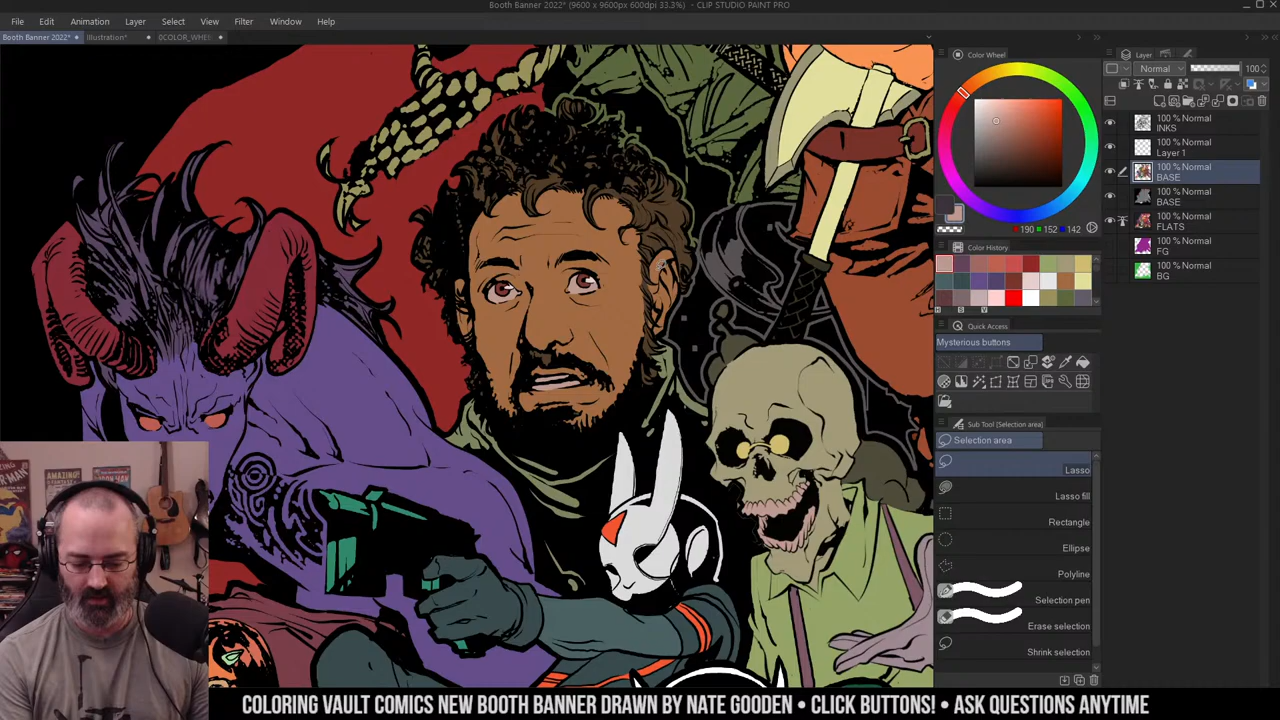 Booth Banner 2022* (9600 x 9600px 600dpi 33.3%) - CLIP STUDIO PAINT PRO
File Edit Animation Layer Select View Filter Edit Window Help
Booth Banner 2022* Illustration* 0COLOR_WHE
Color Wheel
190 152 142
Color History
H S V
Quick Access
Mysterious buttons
Sub Tool [Selection area]
Selection area
Lasso
Lasso fill
Rectangle
Ellipse
Polyline
Selection pen
Erase selection
Shrink selection
Layer
Normal 100
100 % Normal
INKS
100 % Normal
Layer 1
100 % Normal
BASE
100 % Normal
BASE
100 % Normal
FLATS
100 % Normal
FG
100 % Normal
BG
AMAZING
COLORING VAULT COMICS NEW BOOTH BANNER DRAWN BY NATE GOODEN • CLICK BUTTONS! • ASK QUESTIONS ANYTIME